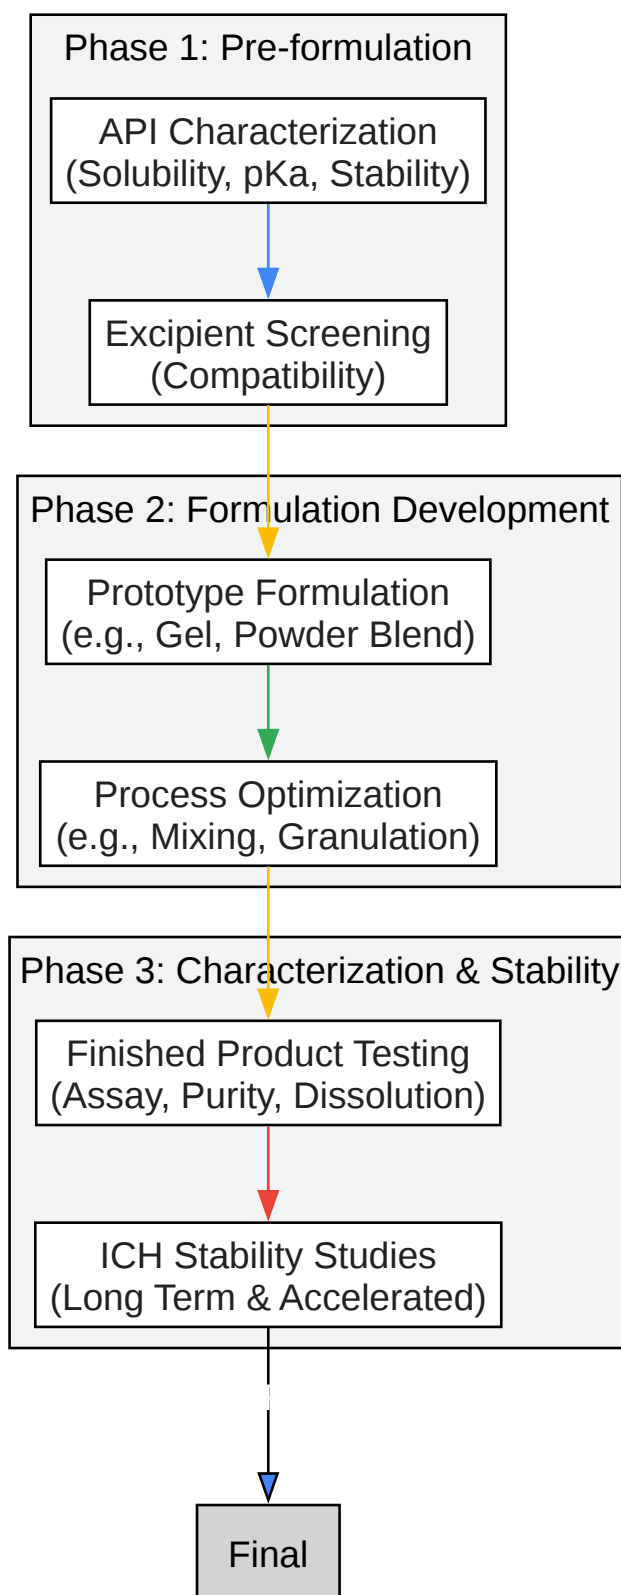 Phase 1: Pre-formulation
API Characterization
(Solubility, pKa, Stability)
Excipient Screening
(Compatibility)
Phase 2: Formulation Development
Prototype Formulation
(e.g., Gel, Powder Blend)
Process Optimization
(e.g., Mixing, Granulation)
Phase 3: Characterization & Stability
Finished Product Testing
(Assay, Purity, Dissolution)
ICH Stability Studies
(Long Term & Accelerated)
Final